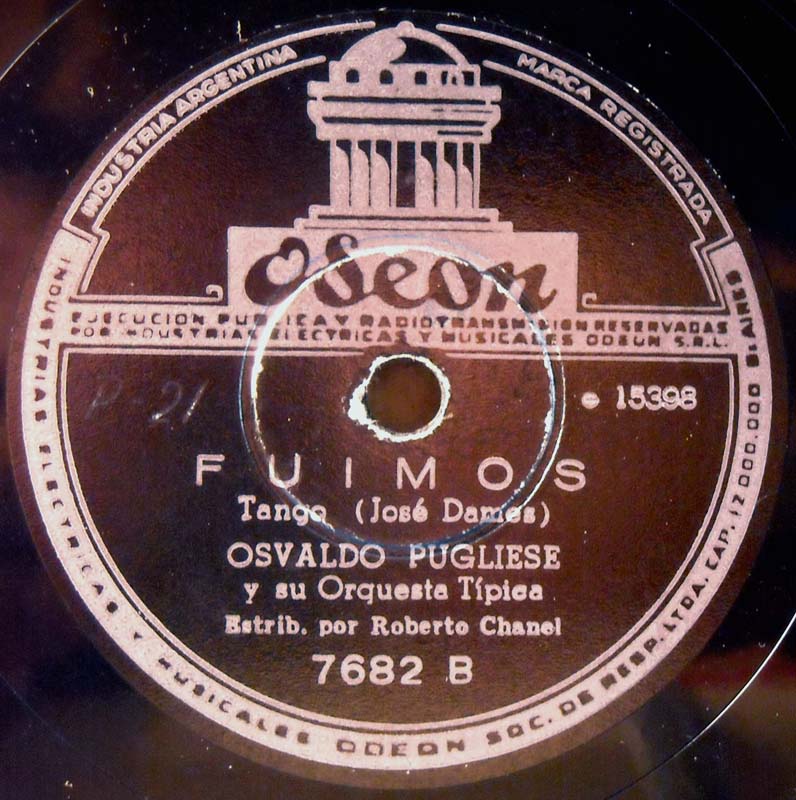 INDUSTRIA ARGENTINA
MARCA REGISTRADA
Odeon
EJECUCION PUBLICA Y RADIOTRANSMISION RESERVADAS
POR INDUSTRIAS ELECTRICAS Y MUSICALES ODEON S.R.L.
P-21
e 15398
FUIMOS
Tango (José Dames)
OSVALDO PUGLIESE
y su Orquesta Típica
Estrib. por Roberto Chanel
7682 B
INDUSTRIAS ELECTRICAS Y MUSICALES ODEON SOC. DE RESP. LTDA. CAP. 12.000.000 Bs AIRES